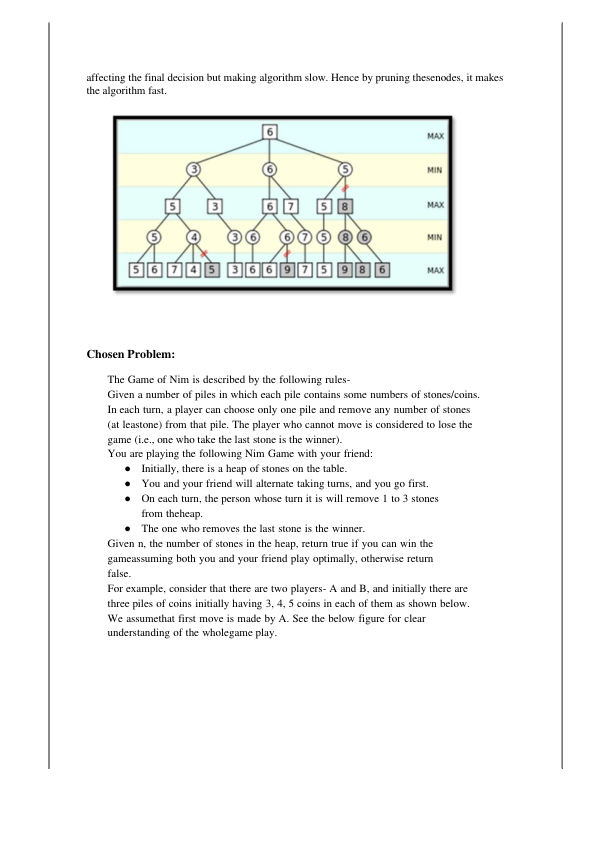 affecting the final decision but making algorithm slow. Hence by pruning thesenodes, it makes
the algorithm fast.
6 MAX
3 6 5 MIN
5 3 6 7 5 8 MAX
5 4 3 6 6 7 5 8 6 MIN
5 6 7 4 5 3 6 6 9 7 5 9 8 6 MAX
Chosen Problem:
The Game of Nim is described by the following rules-
Given a number of piles in which each pile contains some numbers of stones/coins.
In each turn, a player can choose only one pile and remove any number of stones
(at leastone) from that pile. The player who cannot move is considered to lose the
game (i.e., one who take the last stone is the winner).
You are playing the following Nim Game with your friend:
● Initially, there is a heap of stones on the table.
● You and your friend will alternate taking turns, and you go first.
● On each turn, the person whose turn it is will remove 1 to 3 stones
from theheap.
● The one who removes the last stone is the winner.
Given n, the number of stones in the heap, return true if you can win the
gameassuming both you and your friend play optimally, otherwise return
false.
For example, consider that there are two players- A and B, and initially there are
three piles of coins initially having 3, 4, 5 coins in each of them as shown below.
We assumethat first move is made by A. See the below figure for clear
understanding of the wholegame play.